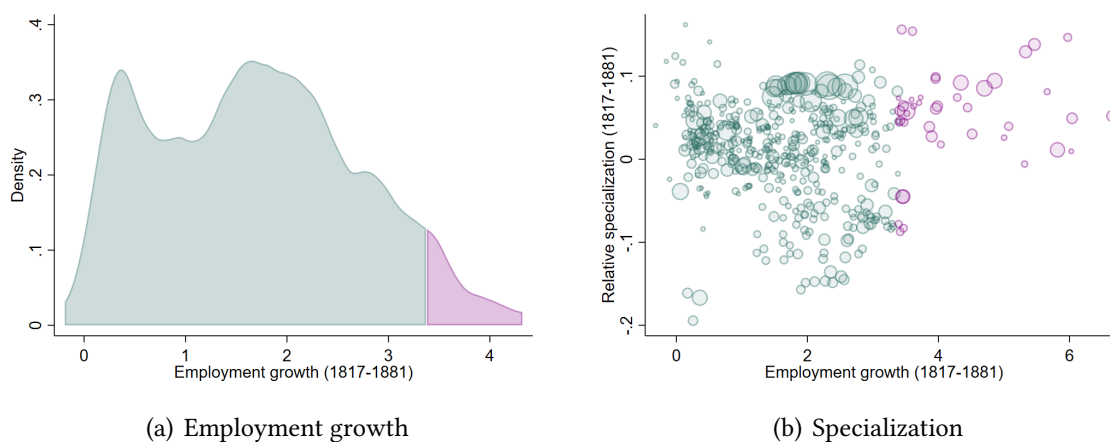 .4
.3
.2
.1
0
Density
0 1 2 3 4
Employment growth (1817-1881)
(a) Employment growth
.1
0
-.1
-.2
Relative specialization (1817-1881)
0 2 4 6
Employment growth (1817-1881)
(b) Specialization